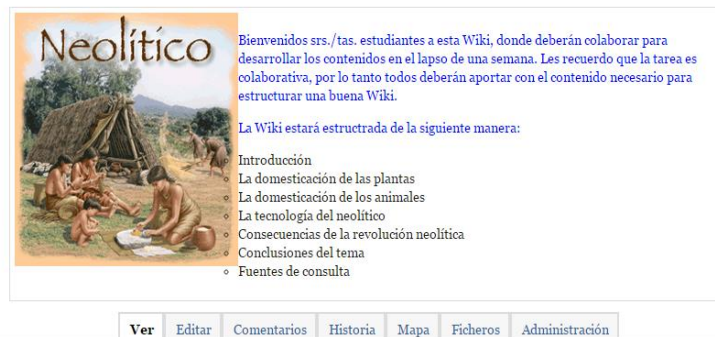 Neolítico
Bienvenidos srs./tas. estudiantes a esta Wiki, donde deberán colaborar para
desarrollar los contenidos en el lapso de una semana. Les recuerdo que la tarea es
colaborativa, por lo tanto todos deberán aportar con el contenido necesario para
estructurar una buena Wiki.
La Wiki estará estructrada de la siguiente manera:
Introducción
La domesticación de las plantas
La domesticación de los animales
La tecnología del neolítico
Consecuencias de la revolución neolítica
Conclusiones del tema
Fuentes de consulta
Ver Editar Comentarios Historia Mapa Ficheros Administración